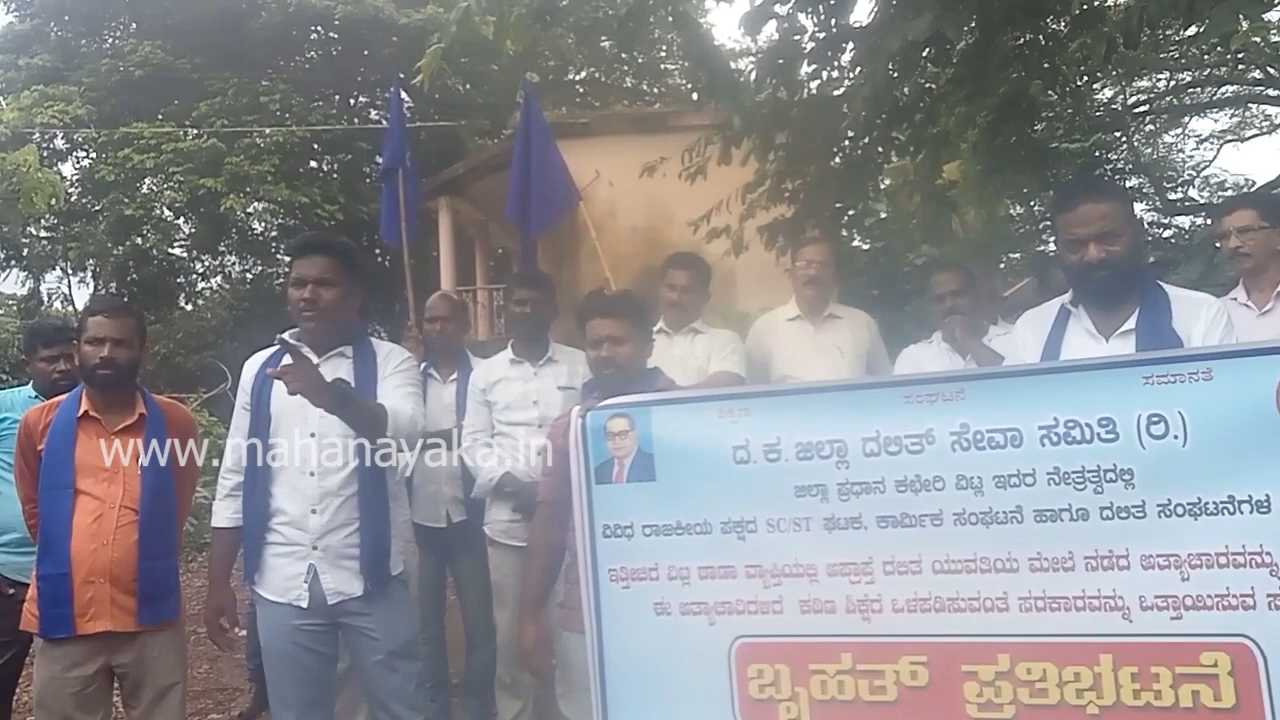 ಶಿಕ್ಷಣ ಸಂಘಟನೆ ಸಮಾನತೆ
ದ.ಕ.ಜಿಲ್ಲಾ ದಲಿತ್ ಸೇವಾ ಸಮಿತಿ (ರಿ.)
ಜಿಲ್ಲಾ ಪ್ರಧಾನ ಕಛೇರಿ ವಿಟ್ಲ ಇದರ ನೇತ್ರತ್ವದಲ್ಲಿ
ವಿವಿಧ ರಾಜಕೀಯ ಪಕ್ಷದ SC/ST ಘಟಕ, ಕಾರ್ಮಿಕ ಸಂಘಟನೆ ಹಾಗೂ ದಲಿತ ಸಂಘಟನೆಗಳ
ಇತ್ತೀಚೆಗೆ ವಿಟ್ಲ ಠಾಣಾ ವ್ಯಾಪ್ತಿಯಲ್ಲಿ ಅಪ್ರಾಪ್ತೆ ದಲಿತ ಯುವತಿಯ ಮೇಲೆ ನಡೆದ ಅತ್ಯಾಚಾರವನ್ನು
ಈ ಅತ್ಯಾಚಾರಿಗಳಿಗೆ ಕಠಿಣ ಶಿಕ್ಷೆಗೆ ಒಳಪಡಿಸುವಂತೆ ಸರಕಾರವನ್ನು ಒತ್ತಾಯಿಸುವ
ಬೃಹತ್ ಪ್ರತಿಭಟನೆ
www.mahanayaka.in